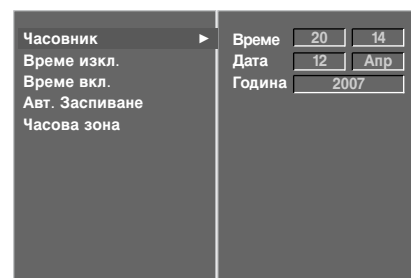 Часовник ►
Време изкл.
Време вкл.
Авт. Заспиване
Часова зона
Време 20 14
Дата 12 Апр
Година 2007